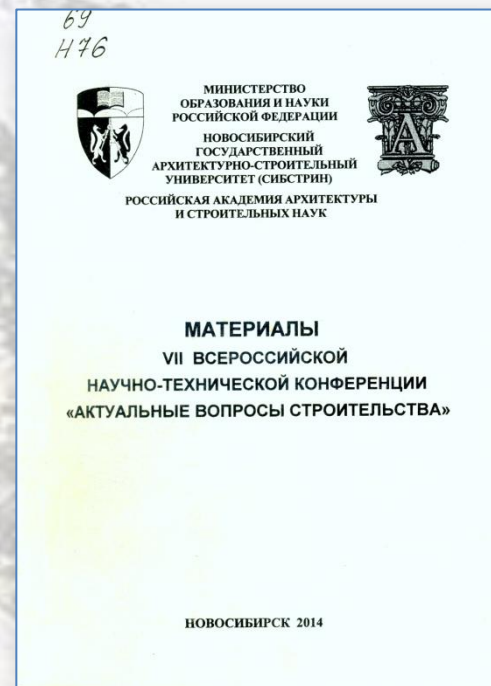 69
Н76
МИНИСТЕРСТВО
ОБРАЗОВАНИЯ И НАУКИ
РОССИЙСКОЙ ФЕДЕРАЦИИ
НОВОСИБИРСКИЙ
ГОСУДАРСТВЕННЫЙ
АРХИТЕКТУРНО-СТРОИТЕЛЬНЫЙ
УНИВЕРСИТЕТ (СИБСТРИН)
А
РОССИЙСКАЯ АКАДЕМИЯ АРХИТЕКТУРЫ
И СТРОИТЕЛЬНЫХ НАУК
МАТЕРИАЛЫ
VII ВСЕРОССИЙСКОЙ
НАУЧНО-ТЕХНИЧЕСКОЙ КОНФЕРЕНЦИИ
«АКТУАЛЬНЫЕ ВОПРОСЫ СТРОИТЕЛЬСТВА»
НОВОСИБИРСК 2014